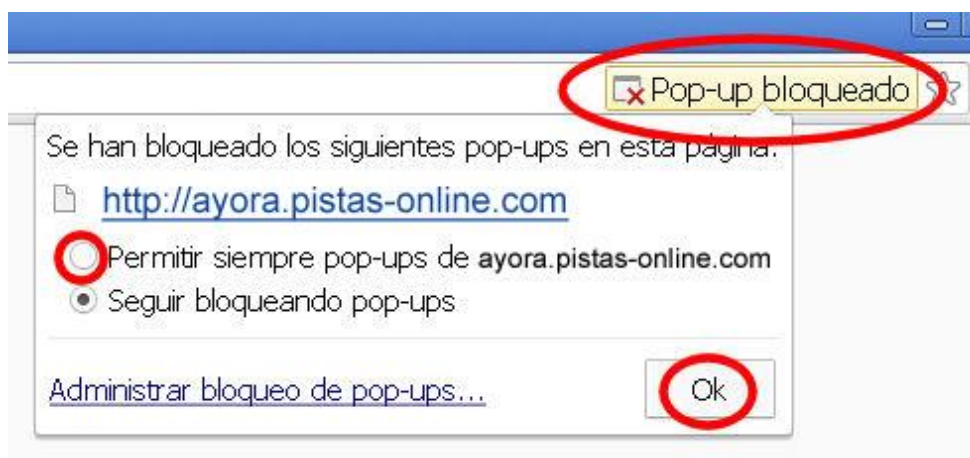 Pop-up bloqueado
Se han bloqueado los siguientes pop-ups en esta página:
http://ayora.pistas-online.com
Permitir siempre pop-ups de ayora.pistas-online.com
Seguir bloqueando pop-ups
Administrar bloqueo de pop-ups...
Ok